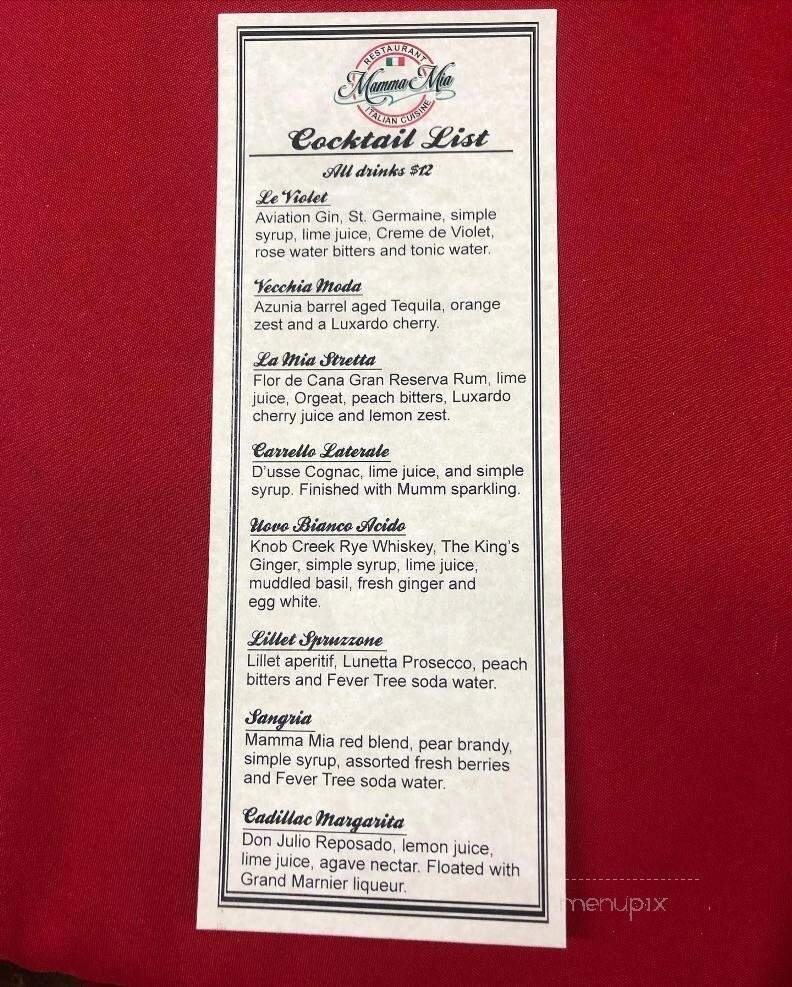 RESTAURANT
Mamma Mia
ITALIAN CUISINE
Cocktail List
All drinks $12
Le Violet
Aviation Gin, St. Germaine, simple
syrup, lime juice, Creme de Violet,
rose water bitters and tonic water.
Vecchia Moda
Azunia barrel aged Tequila, orange
zest and a Luxardo cherry.
La Mia Stretta
Flor de Cana Gran Reserva Rum, lime
juice, Orgeat, peach bitters, Luxardo
cherry juice and lemon zest.
Carrello Laterale
D'usse Cognac, lime juice, and simple
syrup. Finished with Mumm sparkling.
Uovo Bianco Acido
Knob Creek Rye Whiskey, The King's
Ginger, simple syrup, lime juice,
muddled basil, fresh ginger and
egg white.
Lillet Spruzzone
Lillet aperitif, Lunetta Prosecco, peach
bitters and Fever Tree soda water.
Sangria
Mamma Mia red blend, pear brandy,
simple syrup, assorted fresh berries
and Fever Tree soda water.
Cadillac Margarita
Don Julio Reposado, lemon juice,
lime juice, agave nectar. Floated with
Grand Marnier liqueur.
menupix